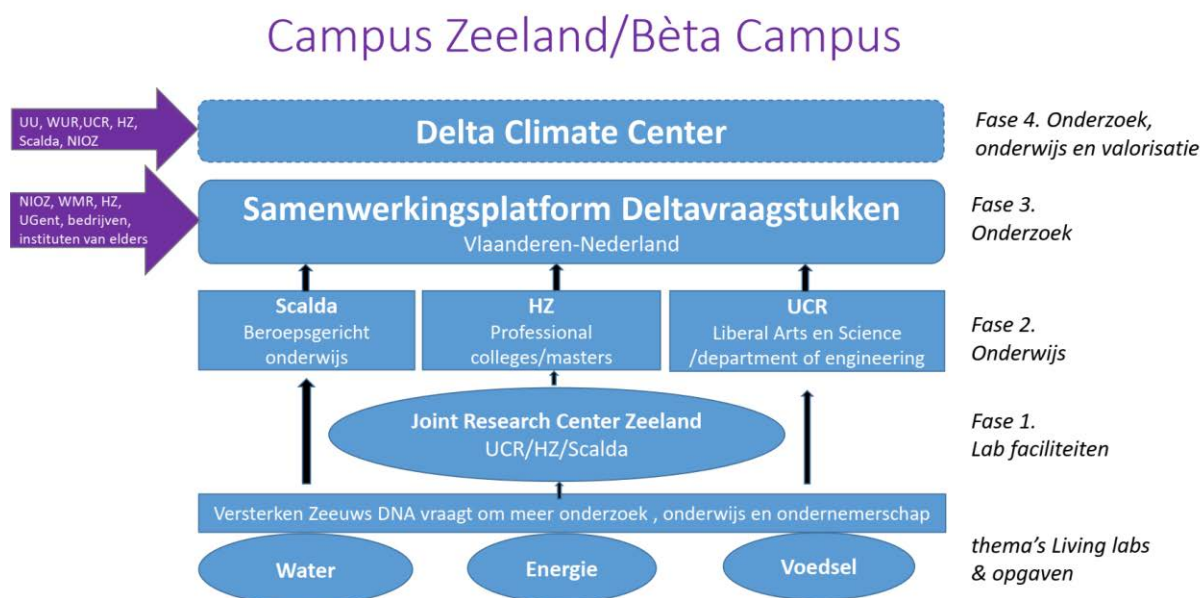 Campus Zeeland/Bèta Campus
UU, WUR,UCR, HZ,
Scalda, NIOZ
Delta Climate Center
Fase 4. Onderzoek,
onderwijs en valorisatie
NIOZ, WMR, HZ,
UGent, bedrijven,
instituten van elders
Samenwerkingsplatform Deltavraagstukken
Vlaanderen-Nederland
Fase 3.
Onderzoek
Scalda
Beroepsgericht
onderwijs
HZ
Professional
colleges/masters
UCR
Liberal Arts en Science
/department of engineering
Fase 2.
Onderwijs
Joint Research Center Zeeland
UCR/HZ/Scalda
Fase 1.
Lab faciliteiten
Versterken Zeeuws DNA vraagt om meer onderzoek , onderwijs en ondernemerschap
Water
Energie
Voedsel
thema's Living labs
& opgaven